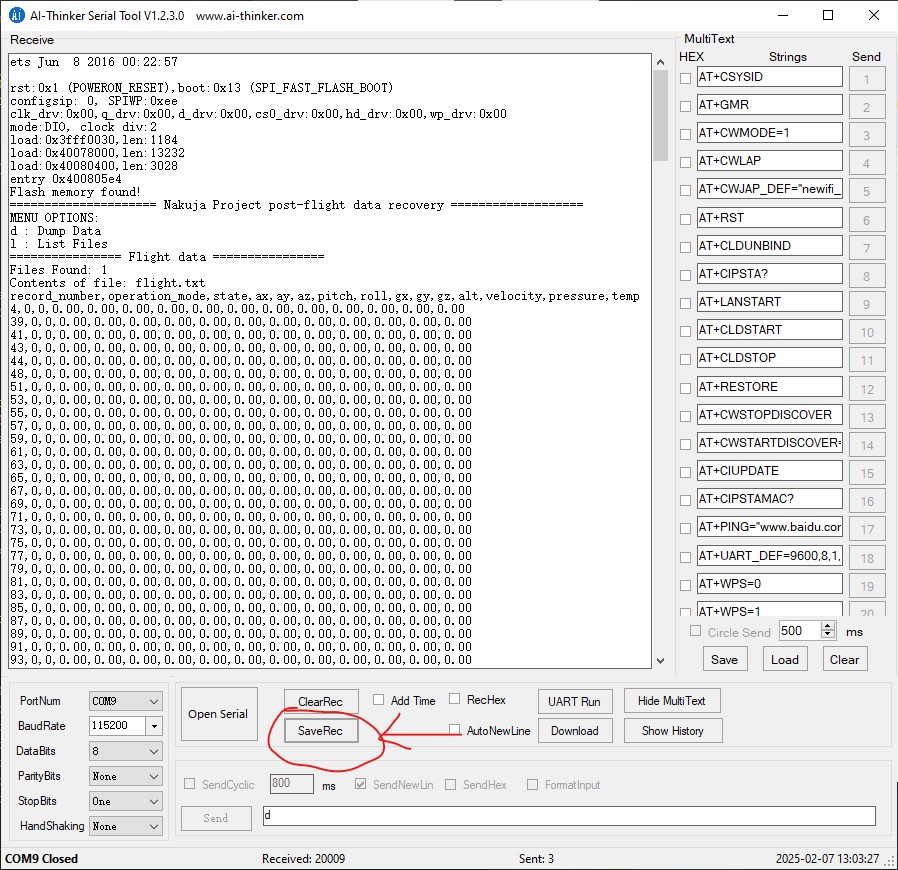 AI-Thinker Serial Tool V1.2.3.0 www.ai-thinker.com
Receive
ets Jun  8 2016 00:22:57
rst:0x1 (POWERON_RESET),boot:0x13 (SPI_FAST_FLASH_BOOT)
configsip: 0, SPIWP:0xee
clk_drv:0x00,q_drv:0x00,d_drv:0x00,cs0_drv:0x00,hd_drv:0x00,wp_drv:0x00
mode:DIO, clock div:2
load:0x3fff0030,len:1184
load:0x40078000,len:13232
load:0x40080400,len:3028
entry 0x400805e4
Flash memory found!
===================== Nakuja Project post-flight data recovery ===================
MENU OPTIONS:
d : Dump Data
l : List Files
================ Flight data ================
Files Found: 1
Contents of file: flight.txt
record_number,operation_mode,state,ax,ay,az,pitch,roll,gx,gy,gz,alt,velocity,pressure,temp
4,0,0,0.00,0.00,0.00,0.00,0.00,0.00,0.00,0.00,0.00,0.00,0.00,0.00
39,0,0,0.00,0.00,0.00,0.00,0.00,0.00,0.00,0.00,0.00,0.00,0.00,0.00
41,0,0,0.00,0.00,0.00,0.00,0.00,0.00,0.00,0.00,0.00,0.00,0.00,0.00
43,0,0,0.00,0.00,0.00,0.00,0.00,0.00,0.00,0.00,0.00,0.00,0.00,0.00
44,0,0,0.00,0.00,0.00,0.00,0.00,0.00,0.00,0.00,0.00,0.00,0.00,0.00
48,0,0,0.00,0.00,0.00,0.00,0.00,0.00,0.00,0.00,0.00,0.00,0.00,0.00
51,0,0,0.00,0.00,0.00,0.00,0.00,0.00,0.00,0.00,0.00,0.00,0.00,0.00
53,0,0,0.00,0.00,0.00,0.00,0.00,0.00,0.00,0.00,0.00,0.00,0.00,0.00
55,0,0,0.00,0.00,0.00,0.00,0.00,0.00,0.00,0.00,0.00,0.00,0.00,0.00
57,0,0,0.00,0.00,0.00,0.00,0.00,0.00,0.00,0.00,0.00,0.00,0.00,0.00
59,0,0,0.00,0.00,0.00,0.00,0.00,0.00,0.00,0.00,0.00,0.00,0.00,0.00
61,0,0,0.00,0.00,0.00,0.00,0.00,0.00,0.00,0.00,0.00,0.00,0.00,0.00
63,0,0,0.00,0.00,0.00,0.00,0.00,0.00,0.00,0.00,0.00,0.00,0.00,0.00
65,0,0,0.00,0.00,0.00,0.00,0.00,0.00,0.00,0.00,0.00,0.00,0.00,0.00
67,0,0,0.00,0.00,0.00,0.00,0.00,0.00,0.00,0.00,0.00,0.00,0.00,0.00
69,0,0,0.00,0.00,0.00,0.00,0.00,0.00,0.00,0.00,0.00,0.00,0.00,0.00
71,0,0,0.00,0.00,0.00,0.00,0.00,0.00,0.00,0.00,0.00,0.00,0.00,0.00
73,0,0,0.00,0.00,0.00,0.00,0.00,0.00,0.00,0.00,0.00,0.00,0.00,0.00
75,0,0,0.00,0.00,0.00,0.00,0.00,0.00,0.00,0.00,0.00,0.00,0.00,0.00
77,0,0,0.00,0.00,0.00,0.00,0.00,0.00,0.00,0.00,0.00,0.00,0.00,0.00
79,0,0,0.00,0.00,0.00,0.00,0.00,0.00,0.00,0.00,0.00,0.00,0.00,0.00
81,0,0,0.00,0.00,0.00,0.00,0.00,0.00,0.00,0.00,0.00,0.00,0.00,0.00
83,0,0,0.00,0.00,0.00,0.00,0.00,0.00,0.00,0.00,0.00,0.00,0.00,0.00
85,0,0,0.00,0.00,0.00,0.00,0.00,0.00,0.00,0.00,0.00,0.00,0.00,0.00
87,0,0,0.00,0.00,0.00,0.00,0.00,0.00,0.00,0.00,0.00,0.00,0.00,0.00
89,0,0,0.00,0.00,0.00,0.00,0.00,0.00,0.00,0.00,0.00,0.00,0.00,0.00
91,0,0,0.00,0.00,0.00,0.00,0.00,0.00,0.00,0.00,0.00,0.00,0.00,0.00
93,0,0,0.00,0.00,0.00,0.00,0.00,0.00,0.00,0.00,0.00,0.00,0.00,0.00
MultiText
HEX Strings Send
AT+CSYSID 1
AT+GMR 2
AT+CWMODE=1 3
AT+CWLAP 4
AT+CWJAP_DEF="newifi_ 5
AT+RST 6
AT+CLDUNBIND 7
AT+CIPSTA? 8
AT+LANSTART 9
AT+CLDSTART 10
AT+CLDSTOP 11
AT+RESTORE 12
AT+CWSTOPDISCOVER 13
AT+CWSTARTDISCOVER= 14
AT+CIUPDATE 15
AT+CIPSTAMAC? 16
AT+PING="www.baidu.cor 17
AT+UART_DEF=9600,8,1, 18
AT+WPS=0 19
AT+WPS=1 20
Circle Send 500 ms
Save Load Clear
PortNum COM9
BaudRate 115200
DataBits 8
ParityBits None
StopBits One
HandShaking None
Open Serial
ClearRec Add Time RecHex UART Run Hide MultiText
SaveRec AutoNewLine Download Show History
SendCyclic 800 ms SendNewLin SendHex FormatInput
Send d
COM9 Closed Received: 20009 Sent: 3 2025-02-07 13:03:27